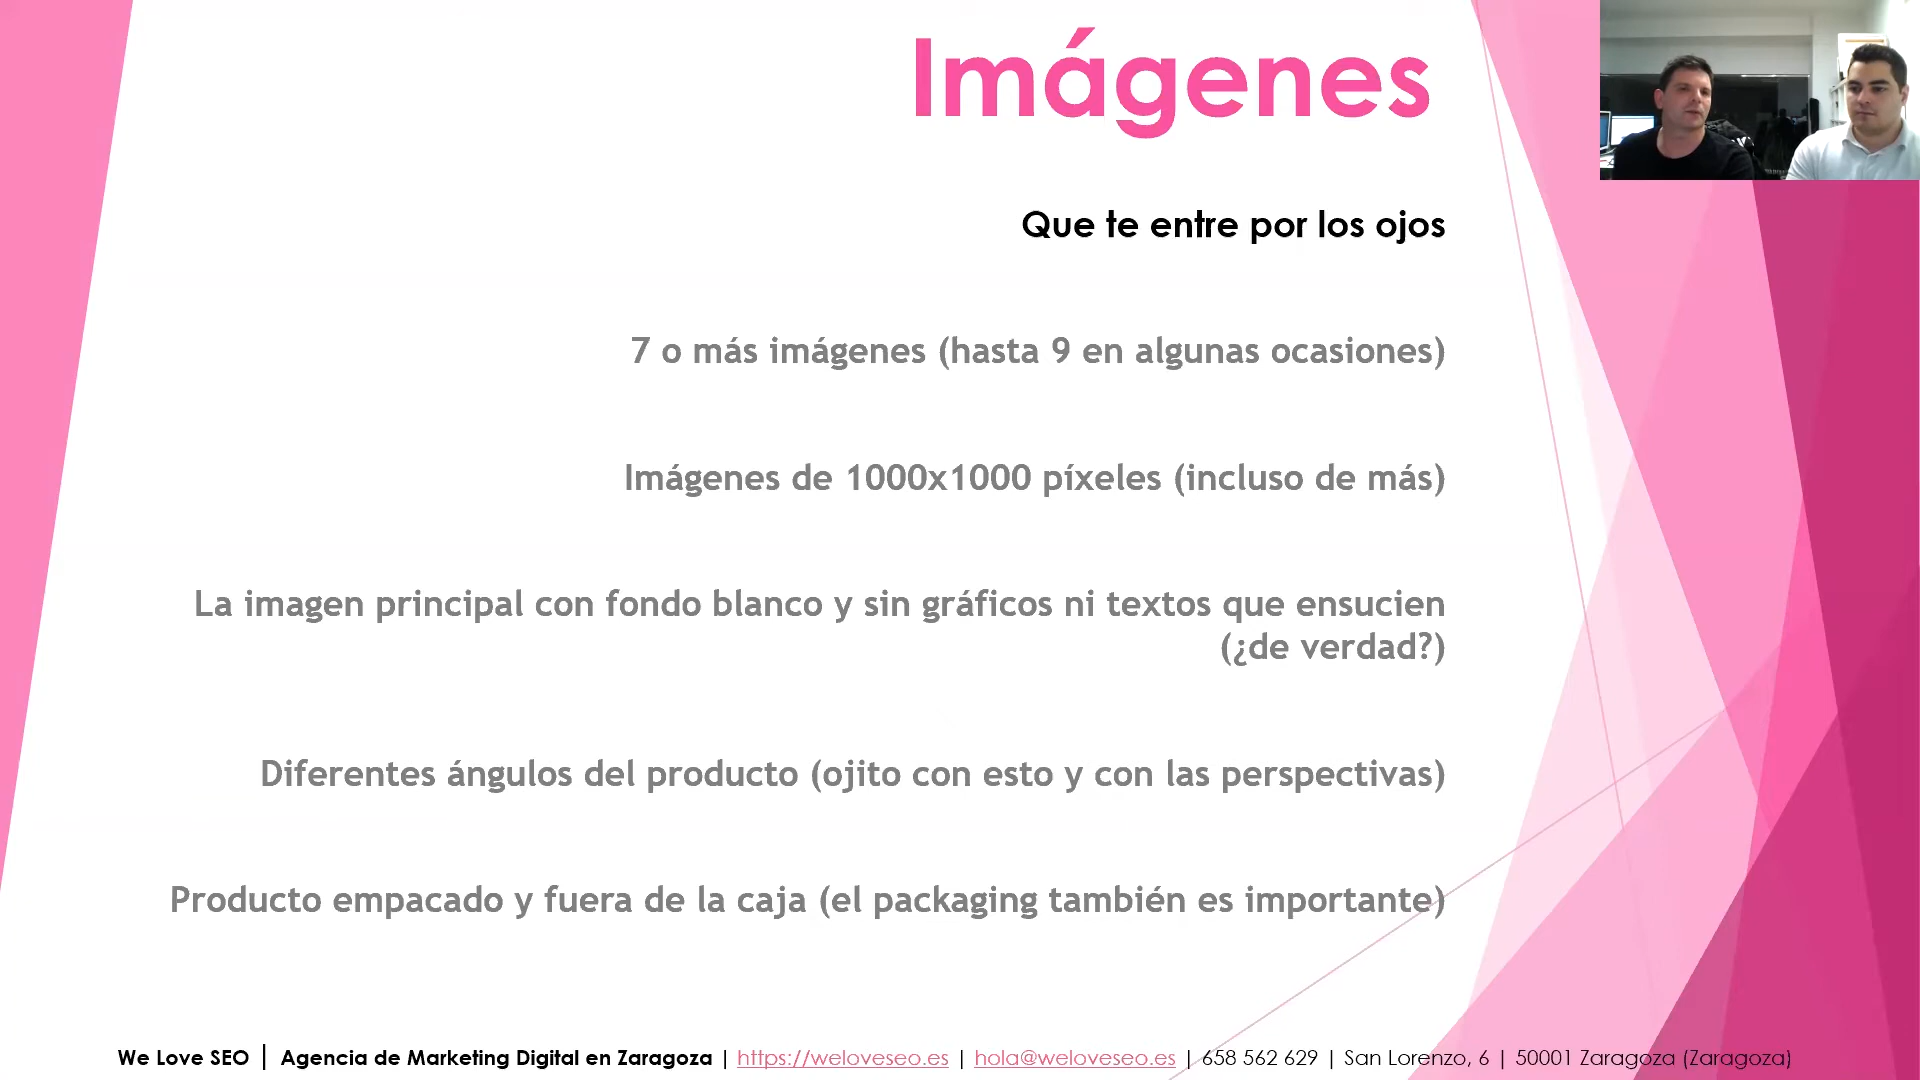 Imágenes
Que te entre por los ojos
7 o más imágenes (hasta 9 en algunas ocasiones)
Imágenes de 1000x1000 píxeles (incluso de más)
La imagen principal con fondo blanco y sin gráficos ni textos que ensucien
(¿de verdad?)
Diferentes ángulos del producto (ojito con esto y con las perspectivas)
Producto empacado y fuera de la caja (el packaging también es importante)
We Love SEO | Agencia de Marketing Digital en Zaragoza | https://weloveseo.es | hola@weloveseo.es | 658 562 629 | San Lorenzo, 6 | 50001 Zaragoza (Zaragoza)